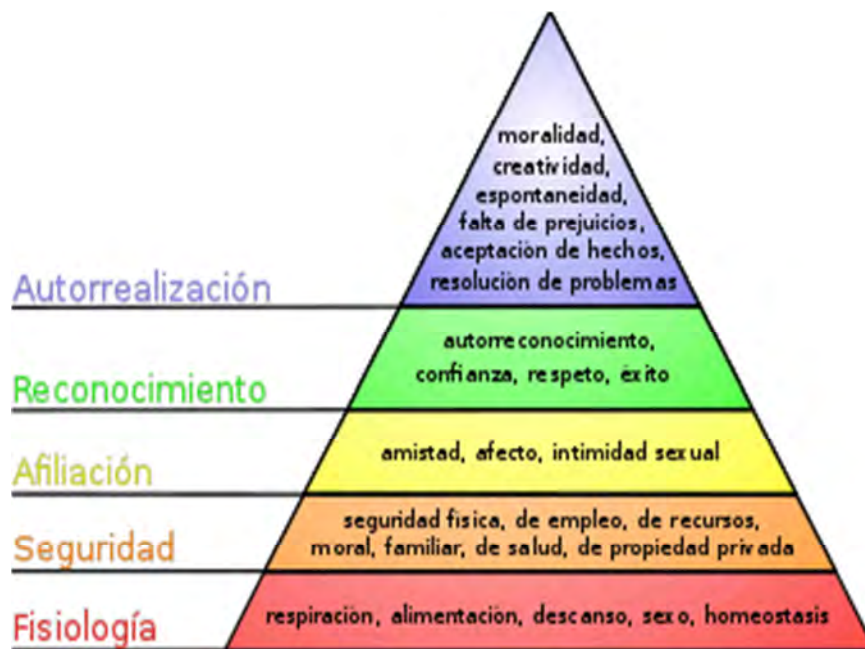 moralidad,
creatividad,
espontaneidad,
falta de prejuicios,
aceptación de hechos,
resolución de problemas
Autorrealización
autorreconocimiento,
confianza, respeto, éxito
Reconocimiento
amistad, afecto, intimidad sexual
Afiliación
seguridad física, de empleo, de recursos,
moral, familiar, de salud, de propiedad privada
Seguridad
respiración, alimentación, descanso, sexo, homeostasis
Fisiología